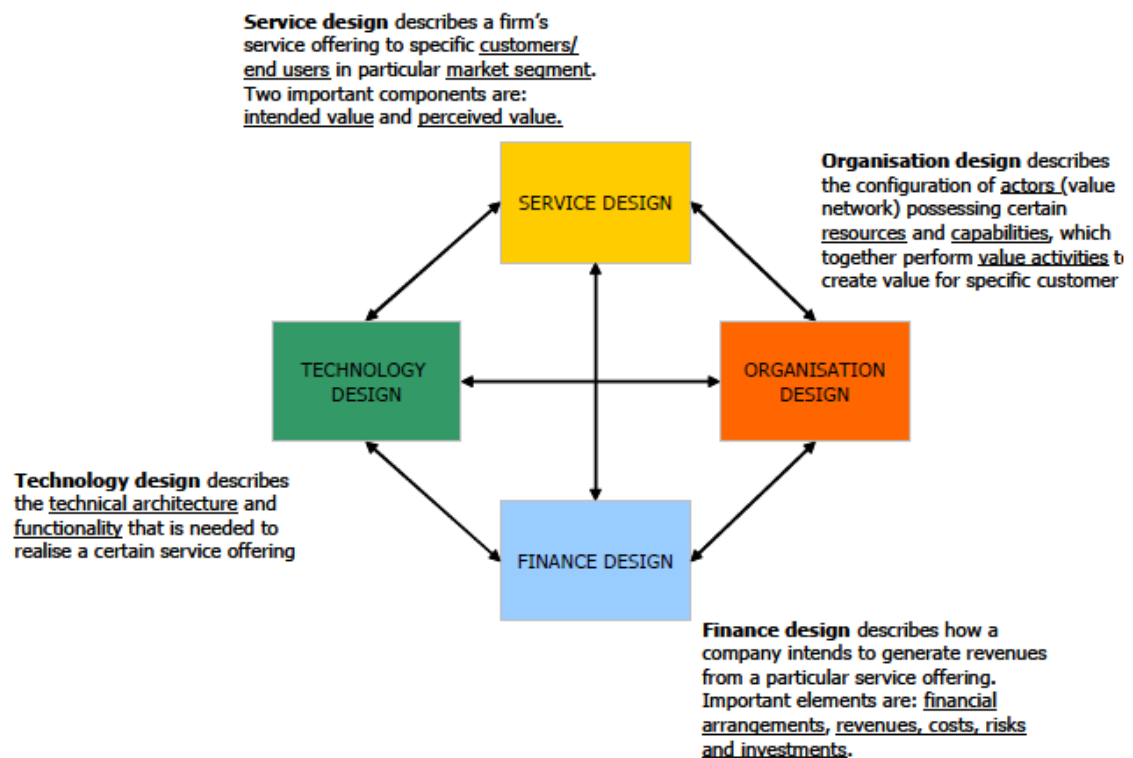 Service design describes a firm's
service offering to specific customers/
end users in particular market segment.
Two important components are:
intended value and perceived value.
SERVICE DESIGN
Organisation design describes
the configuration of actors (value
network) possessing certain
resources and capabilities, which
together perform value activities t
create value for specific customer
TECHNOLOGY
DESIGN
ORGANISATION
DESIGN
Technology design describes
the technical architecture and
functionality that is needed to
realise a certain service offering
FINANCE DESIGN
Finance design describes how a
company intends to generate revenues
from a particular service offering.
Important elements are: financial
arrangements, revenues, costs, risks
and investments.